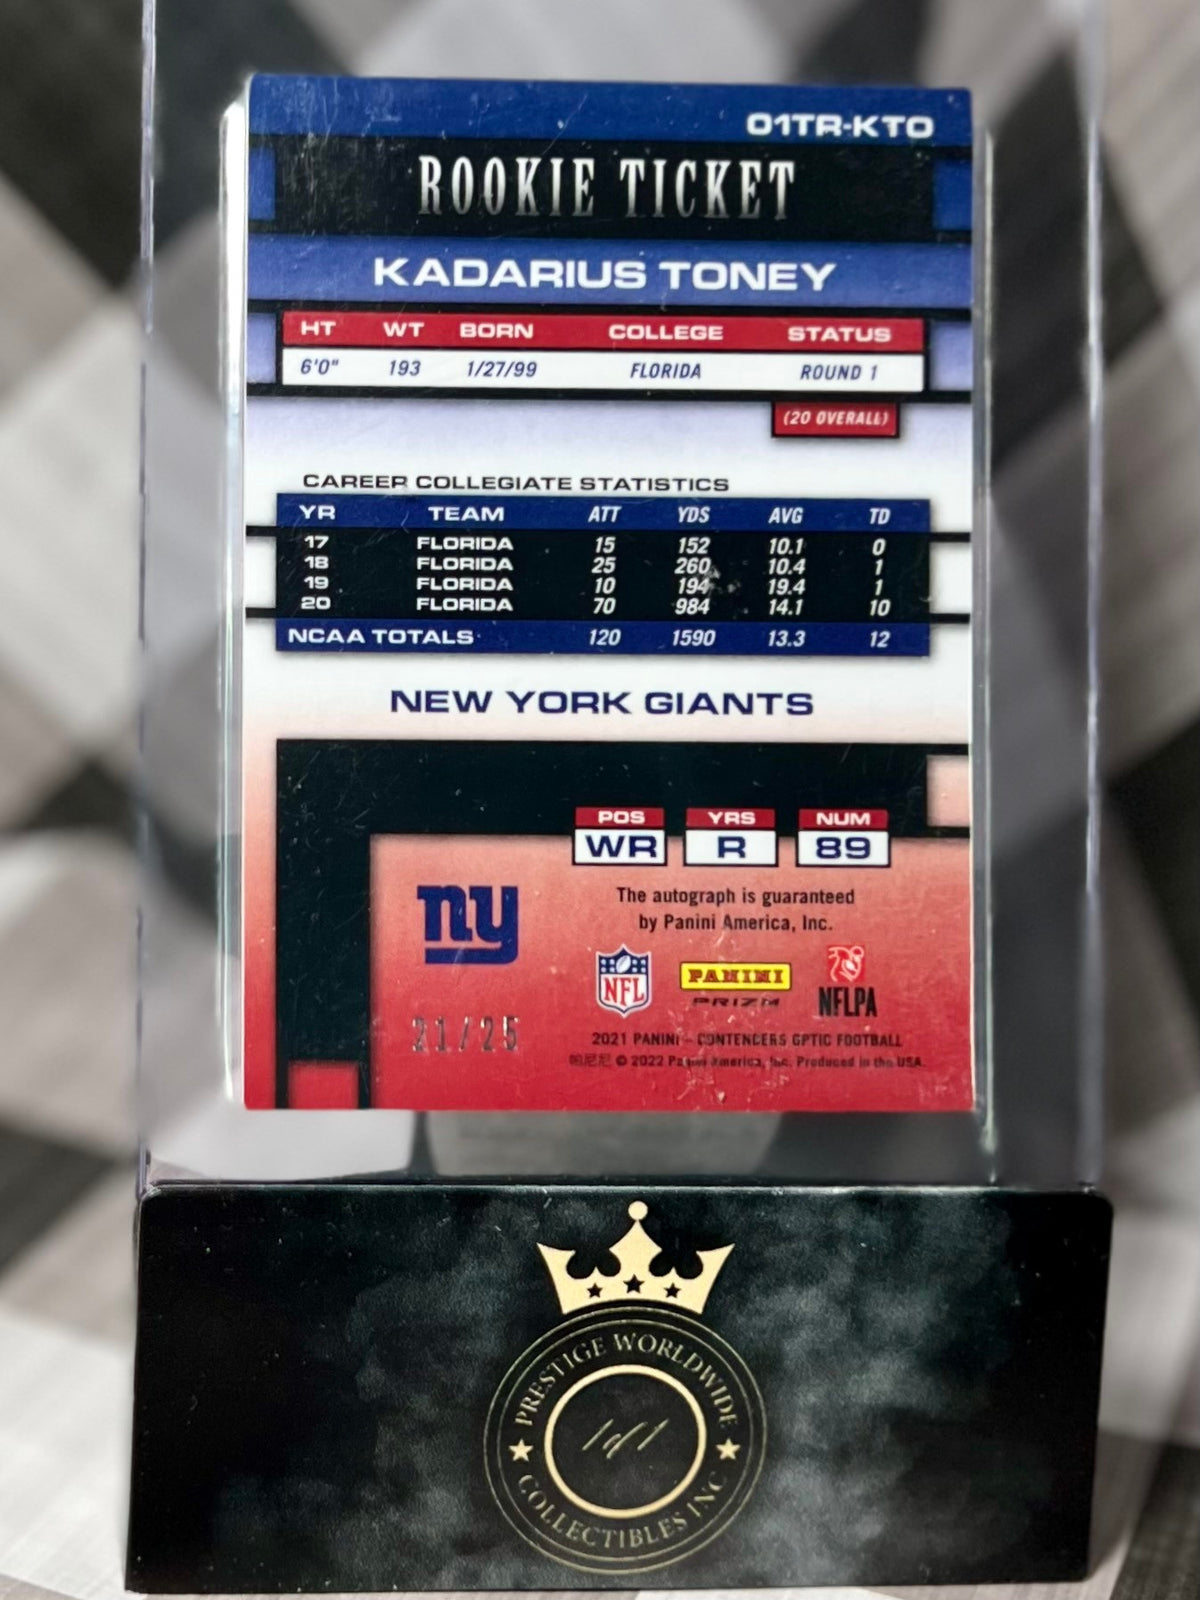 01TR-KTO
ROOKIE TICKET
KADARIUS TONEY
HT WT BORN COLLEGE STATUS
6'0" 193 1/27/99 FLORIDA ROUND 1
(20 OVERALL)
CAREER COLLEGIATE STATISTICS
YR TEAM ATT YDS AVG TD
17 FLORIDA 15 152 10.1 0
18 FLORIDA 25 260 10.4 1
19 FLORIDA 10 194 19.4 1
20 FLORIDA 70 984 14.1 10
NCAA TOTALS 120 1590 13.3 12
NEW YORK GIANTS
POS YRS NUM
WR R 89
The autograph is guaranteed
by Panini America, Inc.
ny
NFL PANINI NFLPA
PRIZM
21/25
2021 PANINI - CONTENDERS OPTIC FOOTBALL
帕尼尼 © 2022 Panini America, Inc. Produced in the USA.
PRESTIGE WORLDWIDE
1 of 1
COLLECTIBLES INC